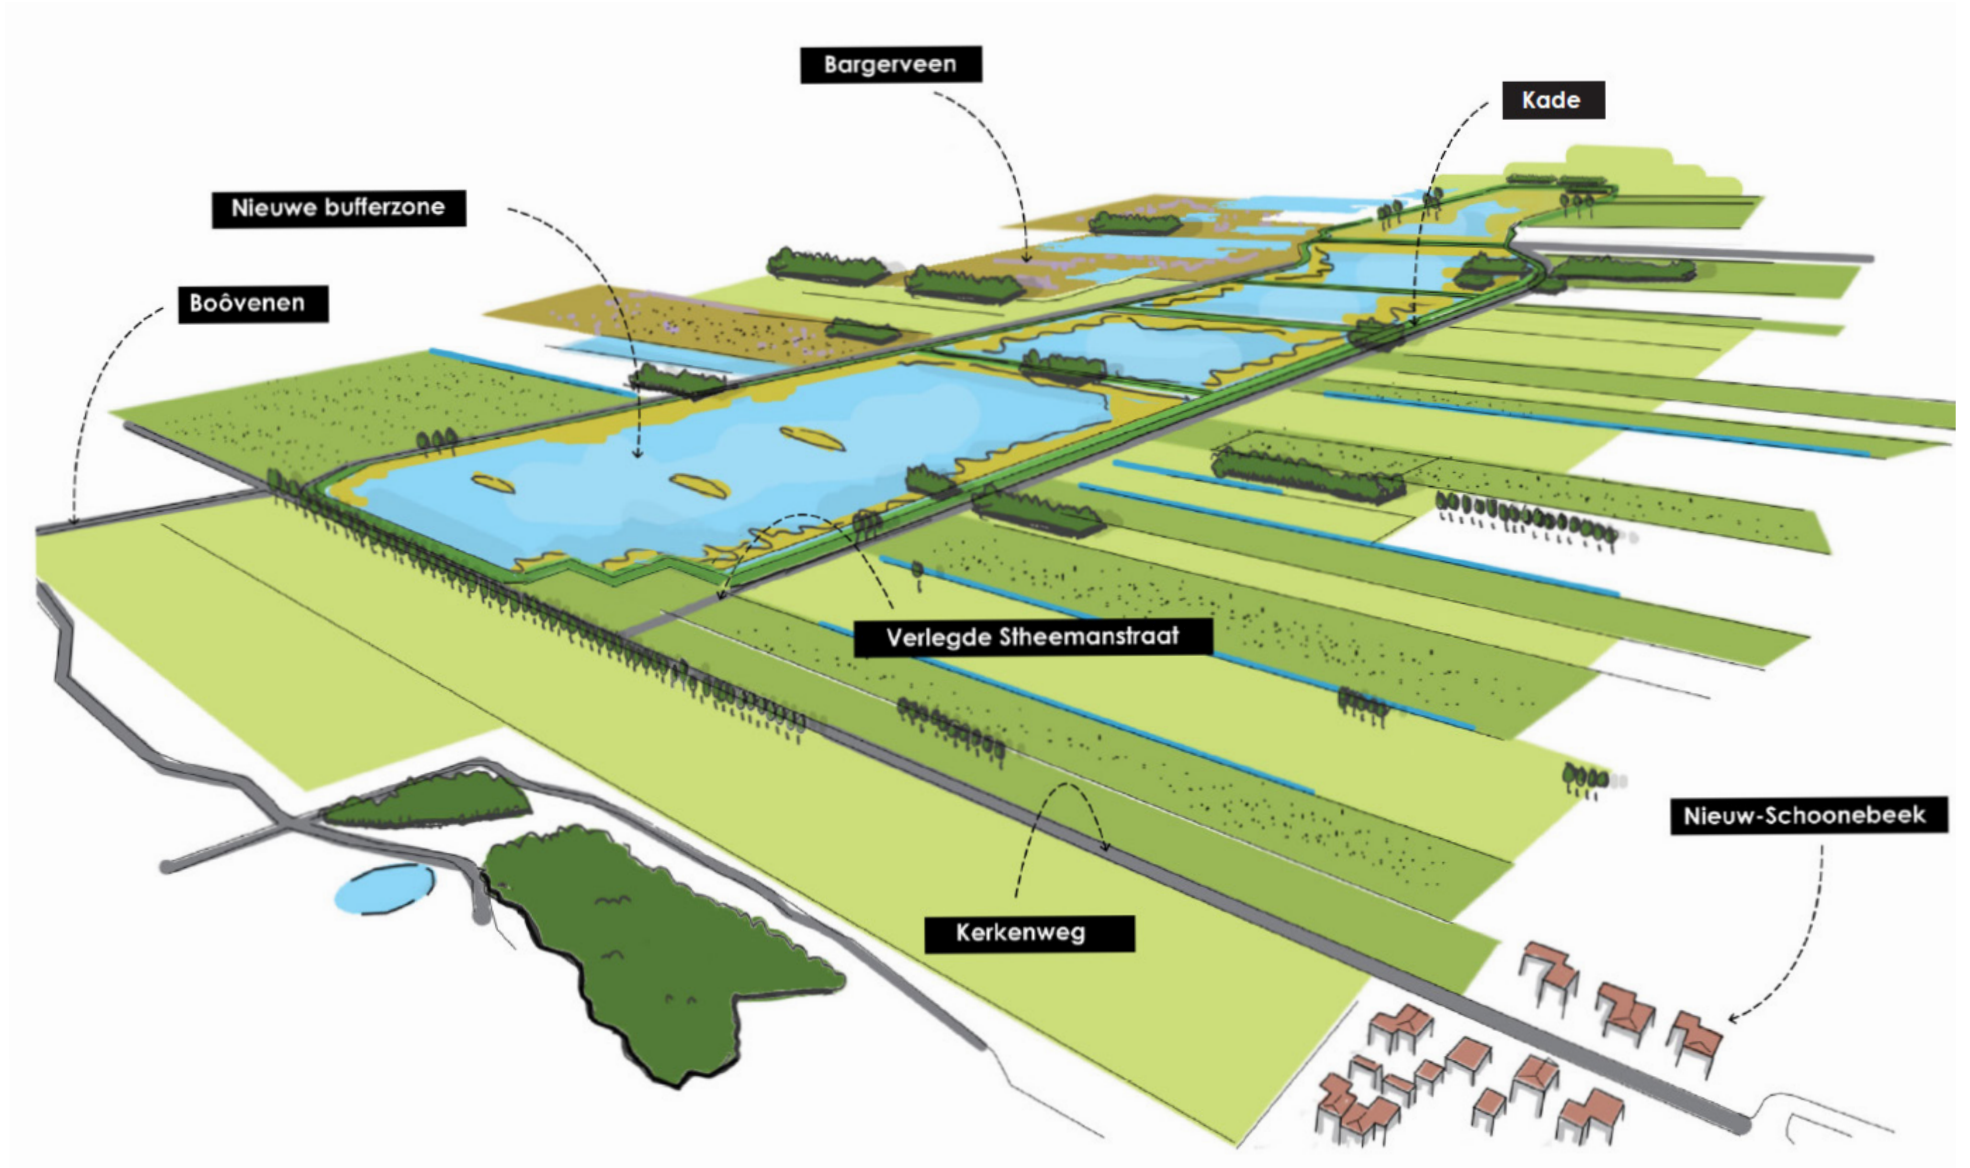 Bargerveen
Kade
Nieuwe bufferzone
Boôvenen
Verlegde Stheemanstraat
Nieuw-Schoonebeek
Kerkenweg